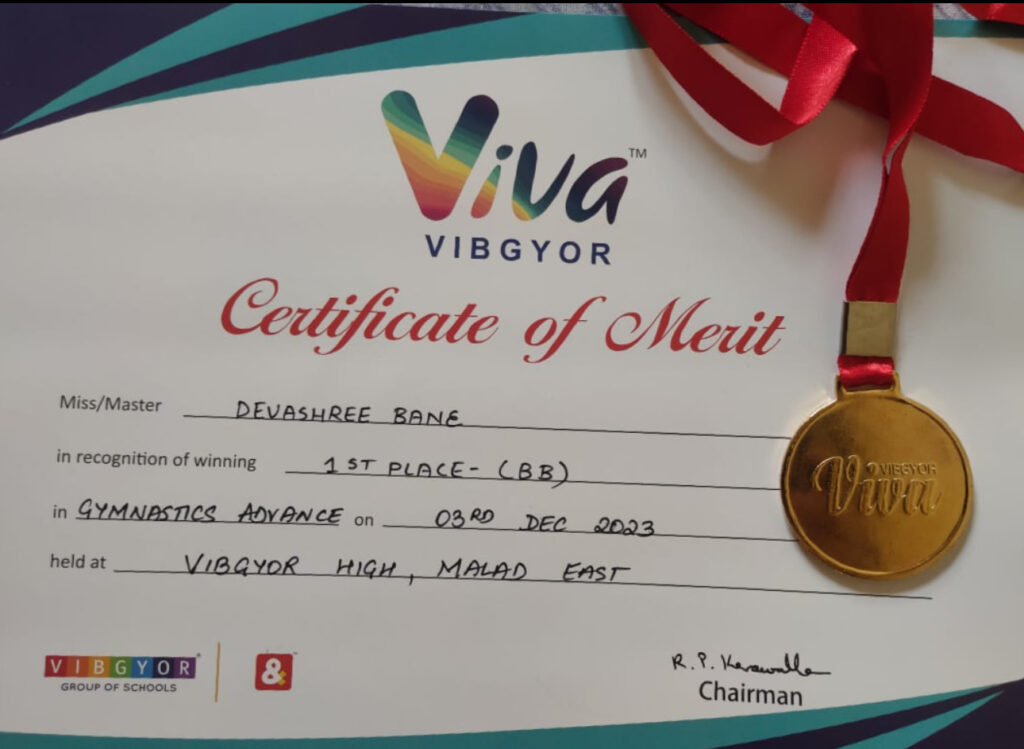 Viva™
VIBGYOR
Certificate of Merit
Miss/Master DEVASHREE BANE
in recognition of winning 1ST PLACE- (BB)
in GYMNASTICS ADVANCE on 03RD DEC 2023
held at VIBGYOR HIGH, MALAD EAST
VIBGYOR
Viva
VIBGYOR®
GROUP OF SCHOOLS
&
R. P. Kerawalla
Chairman